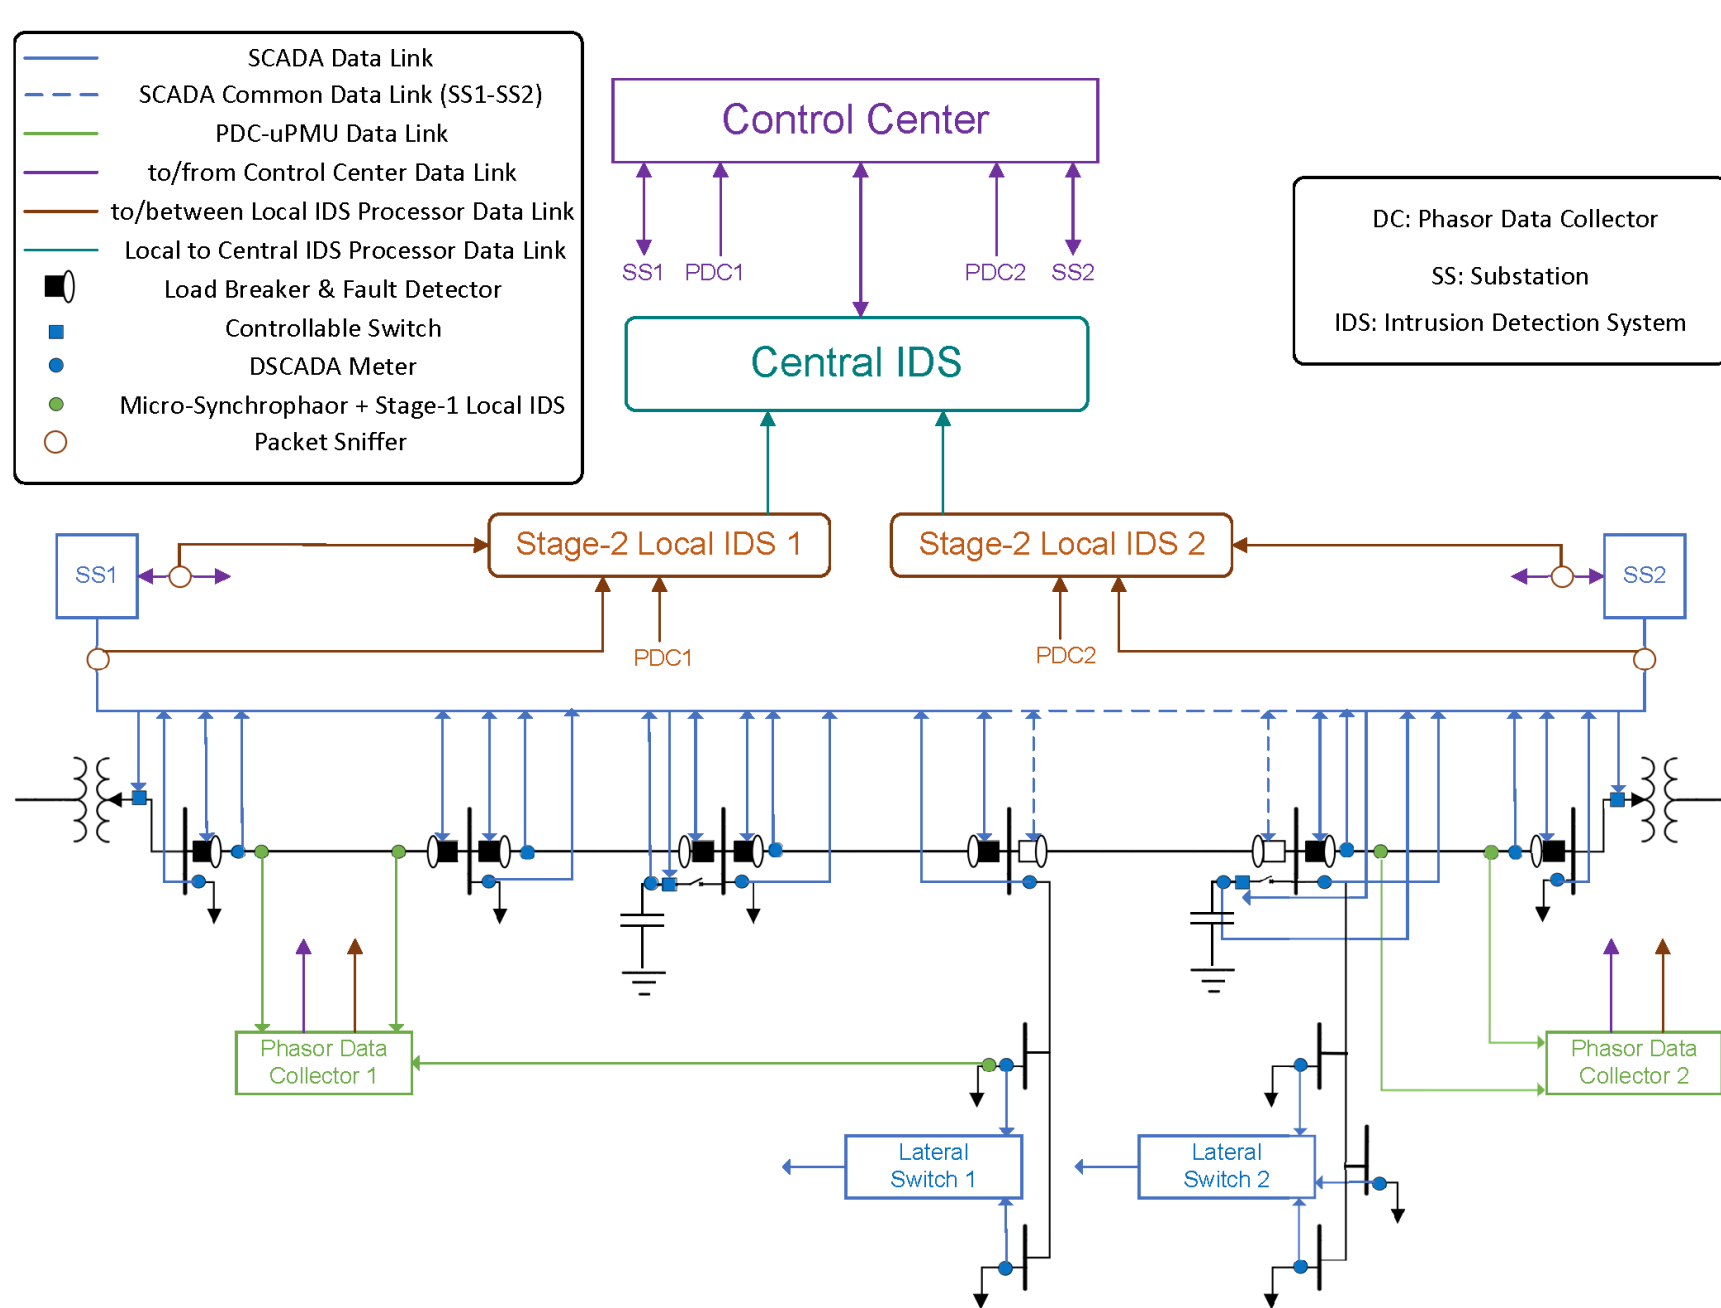 SCADA Data Link
SCADA Common Data Link (SS1-SS2)
PDC-uPMU Data Link
to/from Control Center Data Link
to/between Local IDS Processor Data Link
Local to Central IDS Processor Data Link
Load Breaker & Fault Detector
Controllable Switch
DSCADA Meter
Micro-Synchrophaor + Stage-1 Local IDS
Packet Sniffer
Control Center
SS1
PDC1
PDC2
SS2
DC: Phasor Data Collector
SS: Substation
IDS: Intrusion Detection System
Central IDS
Stage-2 Local IDS 1
Stage-2 Local IDS 2
SS1
SS2
PDC1
PDC2
Phasor Data
Collector 1
Phasor Data
Collector 2
Lateral
Switch 1
Lateral
Switch 2